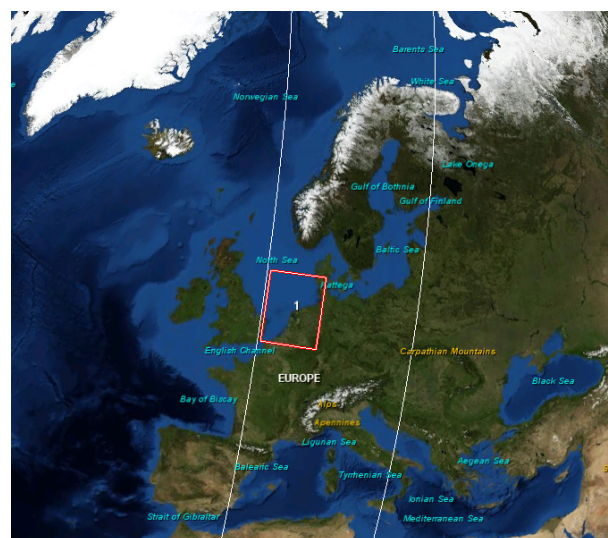 Barents Sea
White Sea
e
Norwegian Sea
Lake Onega
Gulf of Bothnia
Gulf of Finland
Baltic Sea
North Sea
Kattega
1
English Channel
Carpathian Mountains
EUROPE
Black Sea
Bay of Biscay
Alps
Apennines
Ligurian Sea
Aegean Sea
Balearic Sea
Tyrrhenian Sea
S
Ionian Sea
Strait of Gibraltar
Mediterranean Sea